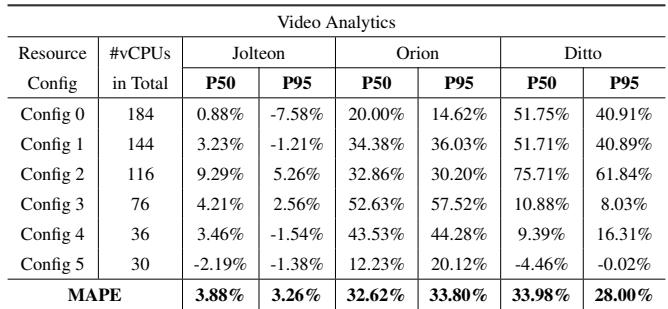 Video Analytics
Resource #vCPUs Jolteon Orion Ditto
Config in Total P50 P95 P50 P95 P50 P95
Config 0 184 0.88% -7.58% 20.00% 14.62% 51.75% 40.91%
Config 1 144 3.23% -1.21% 34.38% 36.03% 51.71% 40.89%
Config 2 116 9.29% 5.26% 32.86% 30.20% 75.71% 61.84%
Config 3 76 4.21% 2.56% 52.63% 57.52% 10.88% 8.03%
Config 4 36 3.46% -1.54% 43.53% 44.28% 9.39% 16.31%
Config 5 30 -2.19% -1.38% 12.23% 20.12% -4.46% -0.02%
MAPE 3.88% 3.26% 32.62% 33.80% 33.98% 28.00%